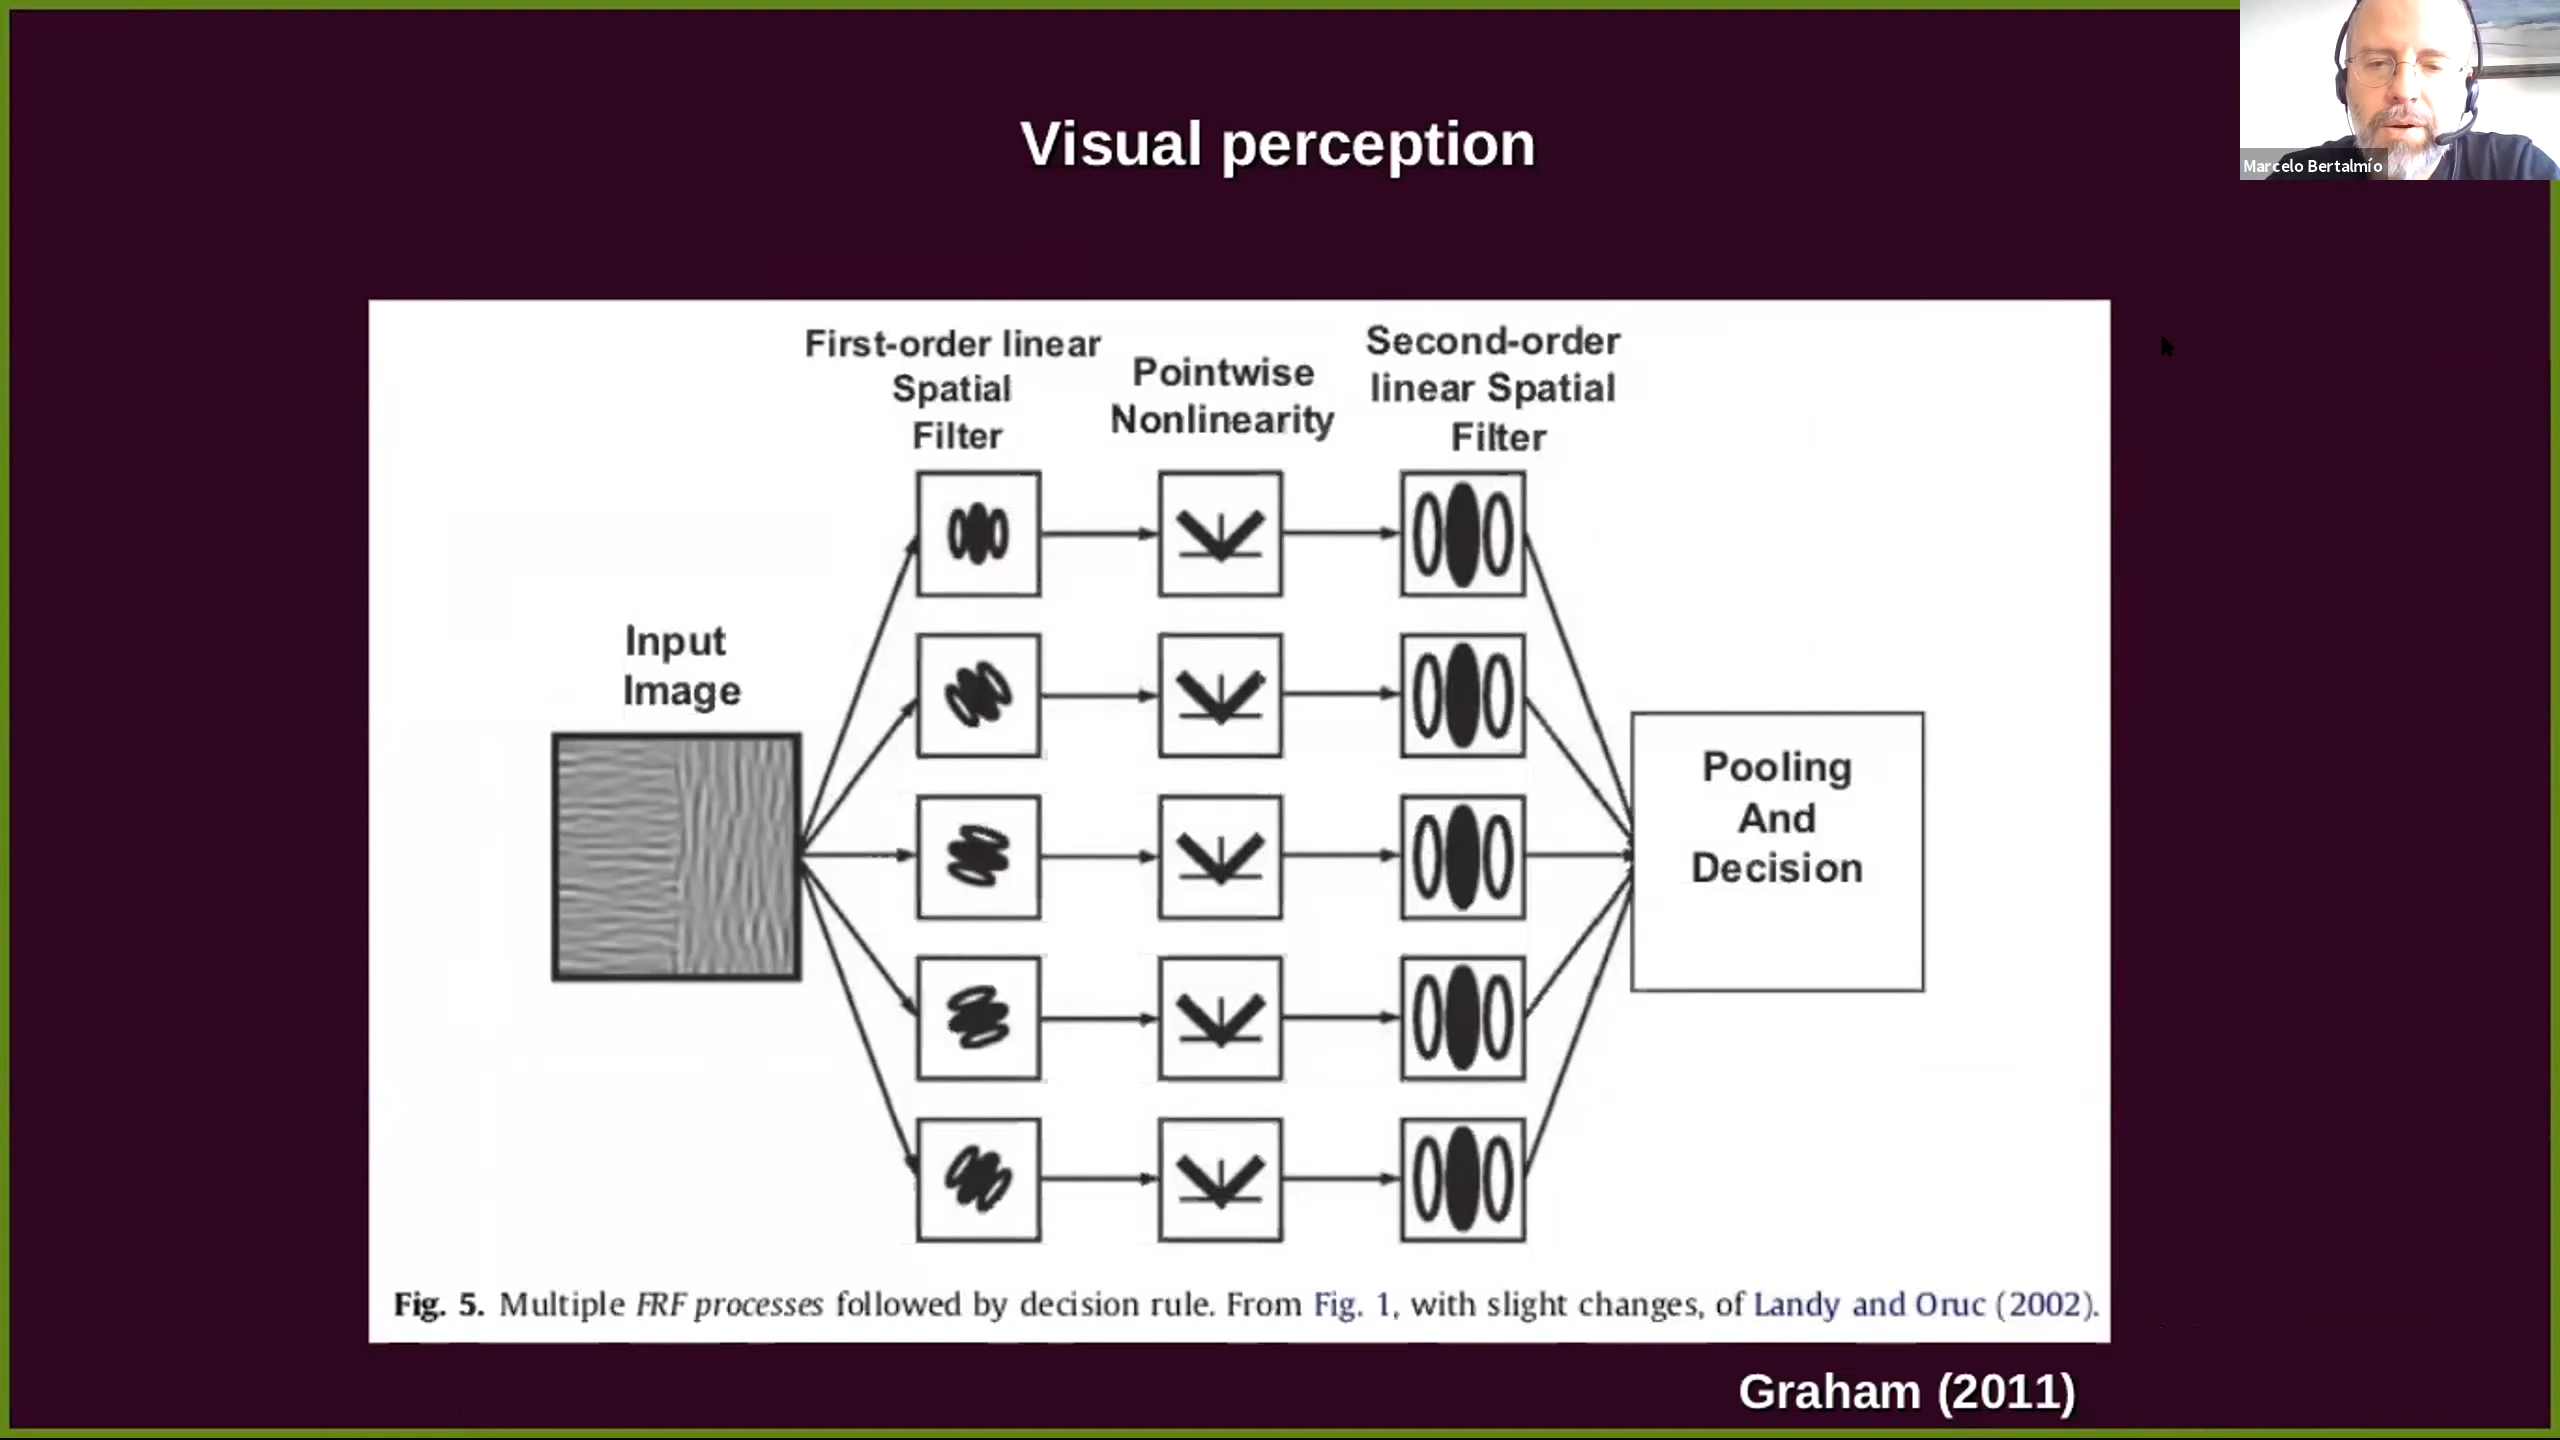 Visual perception
Marcelo Bertalmío
First-order linear
Spatial
Filter
Pointwise
Nonlinearity
Second-order
linear Spatial
Filter
Input
Image
Pooling
And
Decision
Fig. 5. Multiple FRF processes followed by decision rule. From Fig. 1, with slight changes, of Landy and Oruc (2002).
Graham (2011)